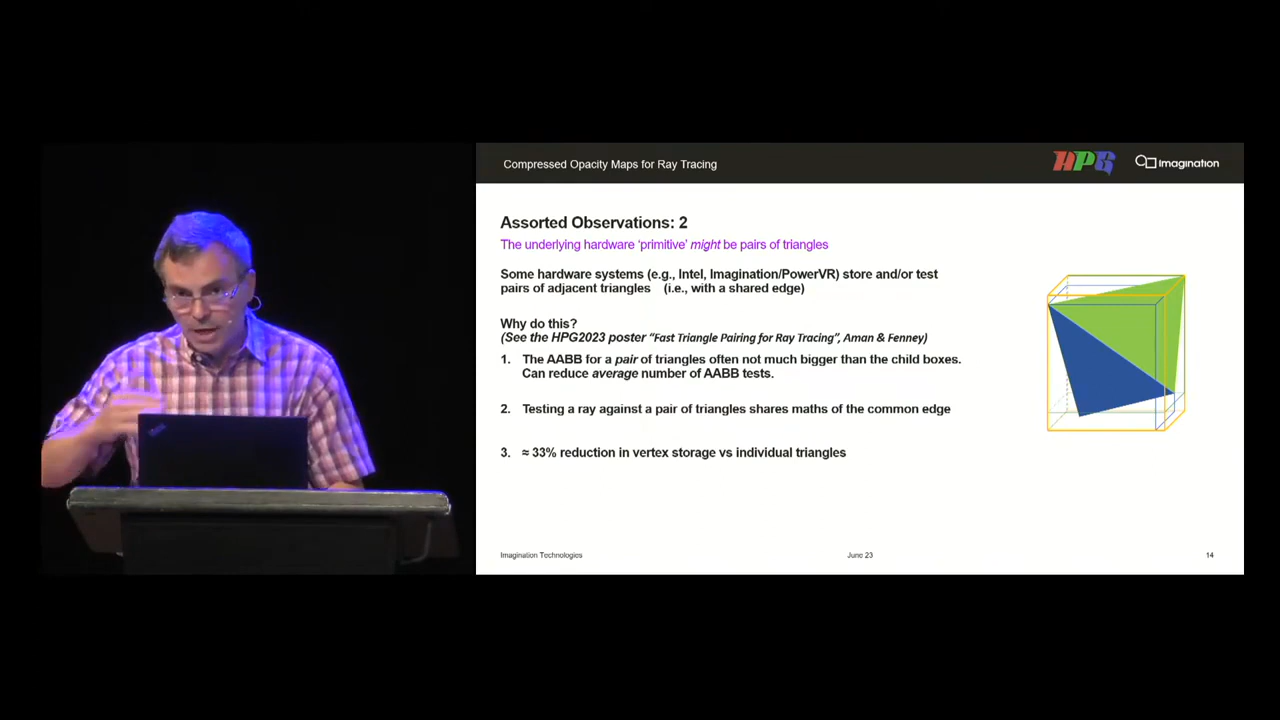 Compressed Opacity Maps for Ray Tracing
HPG
Imagination
Assorted Observations: 2
The underlying hardware ‘primitive’ might be pairs of triangles
Some hardware systems (e.g., Intel, Imagination/PowerVR) store and/or test
pairs of adjacent triangles (i.e., with a shared edge)
Why do this?
(See the HPG2023 poster “Fast Triangle Pairing for Ray Tracing”, Aman & Fenney)
1. The AABB for a pair of triangles often not much bigger than the child boxes.
Can reduce average number of AABB tests.
2. Testing a ray against a pair of triangles shares maths of the common edge
3. ≈ 33% reduction in vertex storage vs individual triangles
Imagination Technologies
June 23
14